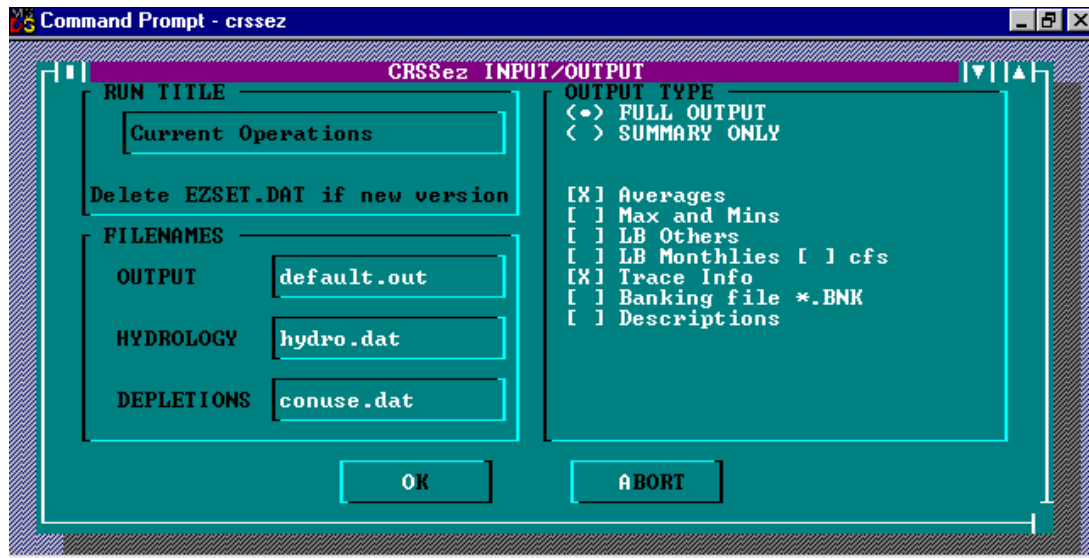 Command Prompt - crssez
CRSSez INPUT/OUTPUT
RUN TITLE
Current Operations
Delete EZSET.DAT if new version
FILENAMES
OUTPUT default.out
HYDROLOGY hydro.dat
DEPLETIONS conuse.dat
OUTPUT TYPE
(•) FULL OUTPUT
( ) SUMMARY ONLY
[X] Averages
[ ] Max and Mins
[ ] LB Others
[ ] LB Monthlies [ ] cfs
[X] Trace Info
[ ] Banking file *.BNK
[ ] Descriptions
OK
ABORT